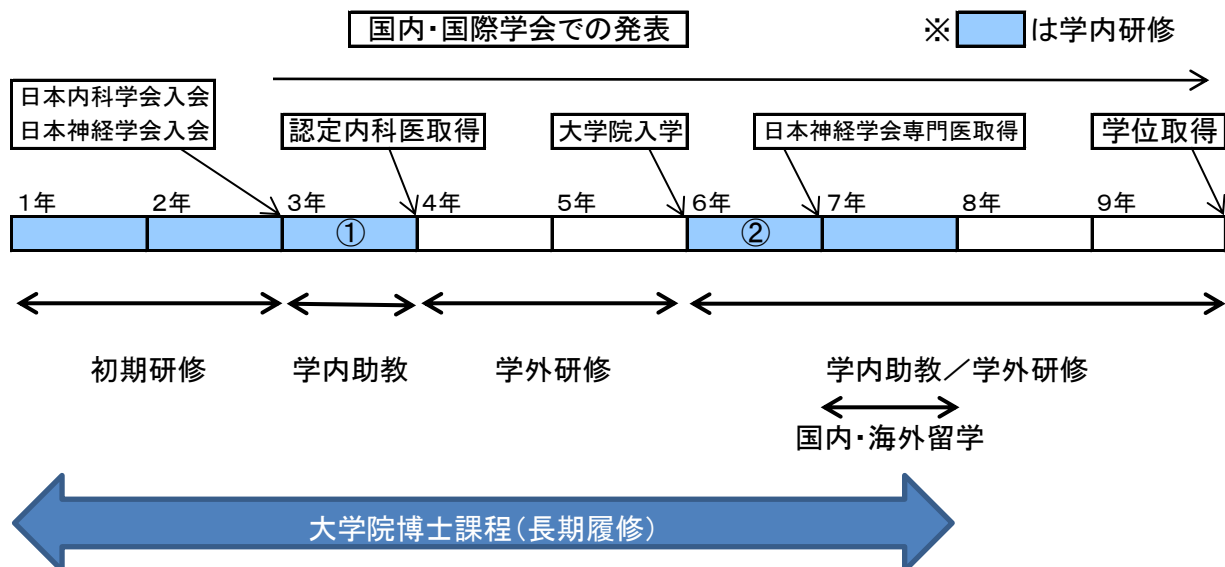 国内・国際学会での発表
※ は学内研修
日本内科学会入会
日本神経学会入会
認定内科医取得
大学院入学
日本神経学会専門医取得
学位取得
1年 2年 3年 4年 5年 6年 7年 8年 9年
① ②
初期研修 学内助教 学外研修 学内助教／学外研修
国内・海外留学
大学院博士課程(長期履修)